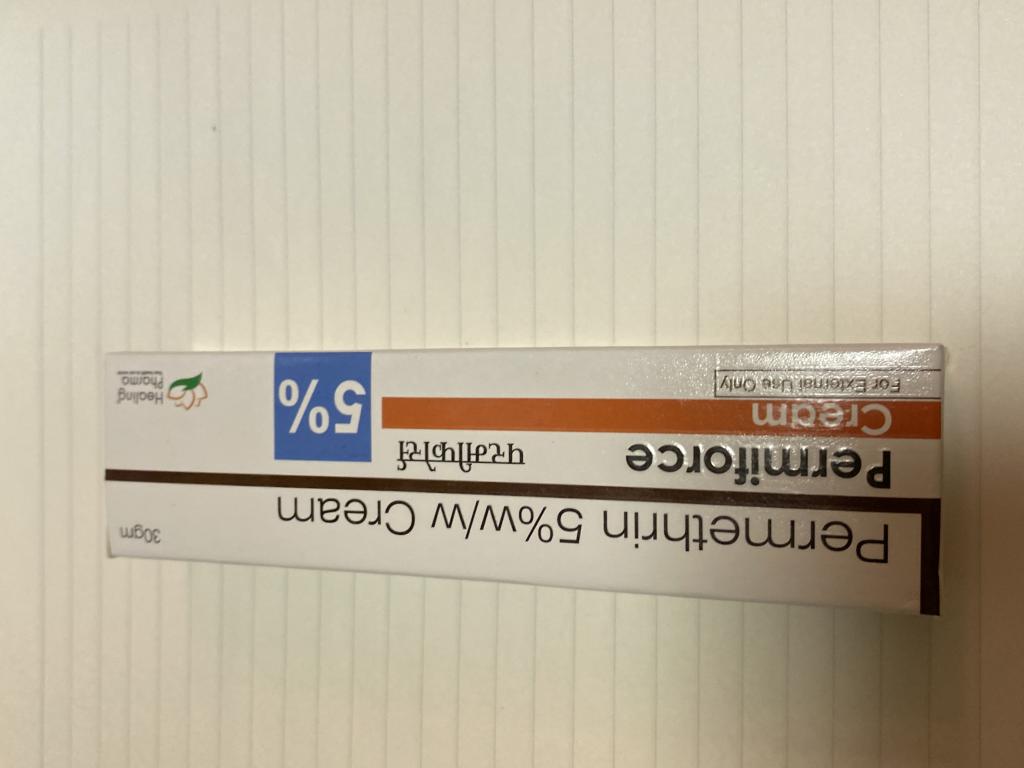 Permethrin 5%w/w Cream
30gm
Permiforce
परमीफोर्स
Cream
5%
For External Use Only
Healing
Pharma